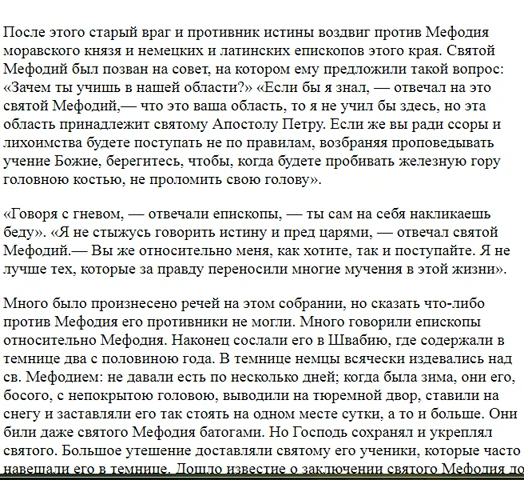 После этого старый враг и противник истины воздвиг против Мефодия
моравского князя и немецких и латинских епископов этого края. Святой
Мефодий был позван на совет, на котором ему предложили такой вопрос:
«Зачем ты учишь в нашей области?» «Если бы я знал, — отвечал на это
святой Мефодий,— что это ваша область, то я не учил бы здесь, но эта
область принадлежит святому Апостолу Петру. Если же вы ради ссоры и
лихоимства будете поступать не по правилам, возбраняя проповедывать
учение Божие, берегитесь, чтобы, когда будете пробивать железную гору
головною костью, не проломить свою голову».
«Говоря с гневом, — отвечали епископы, — ты сам на себя накликаешь
беду». «Я не стыжусь говорить истину и пред царями, — отвечал святой
Мефодий.— Вы же относительно меня, как хотите, так и поступайте. Я не
лучше тех, которые за правду переносили многие мучения в этой жизни».
Много было произнесено речей на этом собрании, но сказать что-либо
против Мефодия его противники не могли. Много говорили епископы
относительно Мефодия. Наконец сослали его в Швабию, где содержали в
темнице два с половиною года. В темнице немцы всячески издевались над
св. Мефодием: не давали есть по несколько дней; когда была зима, они его,
босого, с непокрытою головою, выводили на тюремной двор, ставили на
снегу и заставляли его так стоять на одном месте сутки, а то и больше. Они
били даже святого Мефодия батогами. Но Господь сохранял и укреплял
святого. Большое утешение доставляли святому его ученики, которые часто
навещали его в темнице. Дошло известие о заключении святого Мефодия до